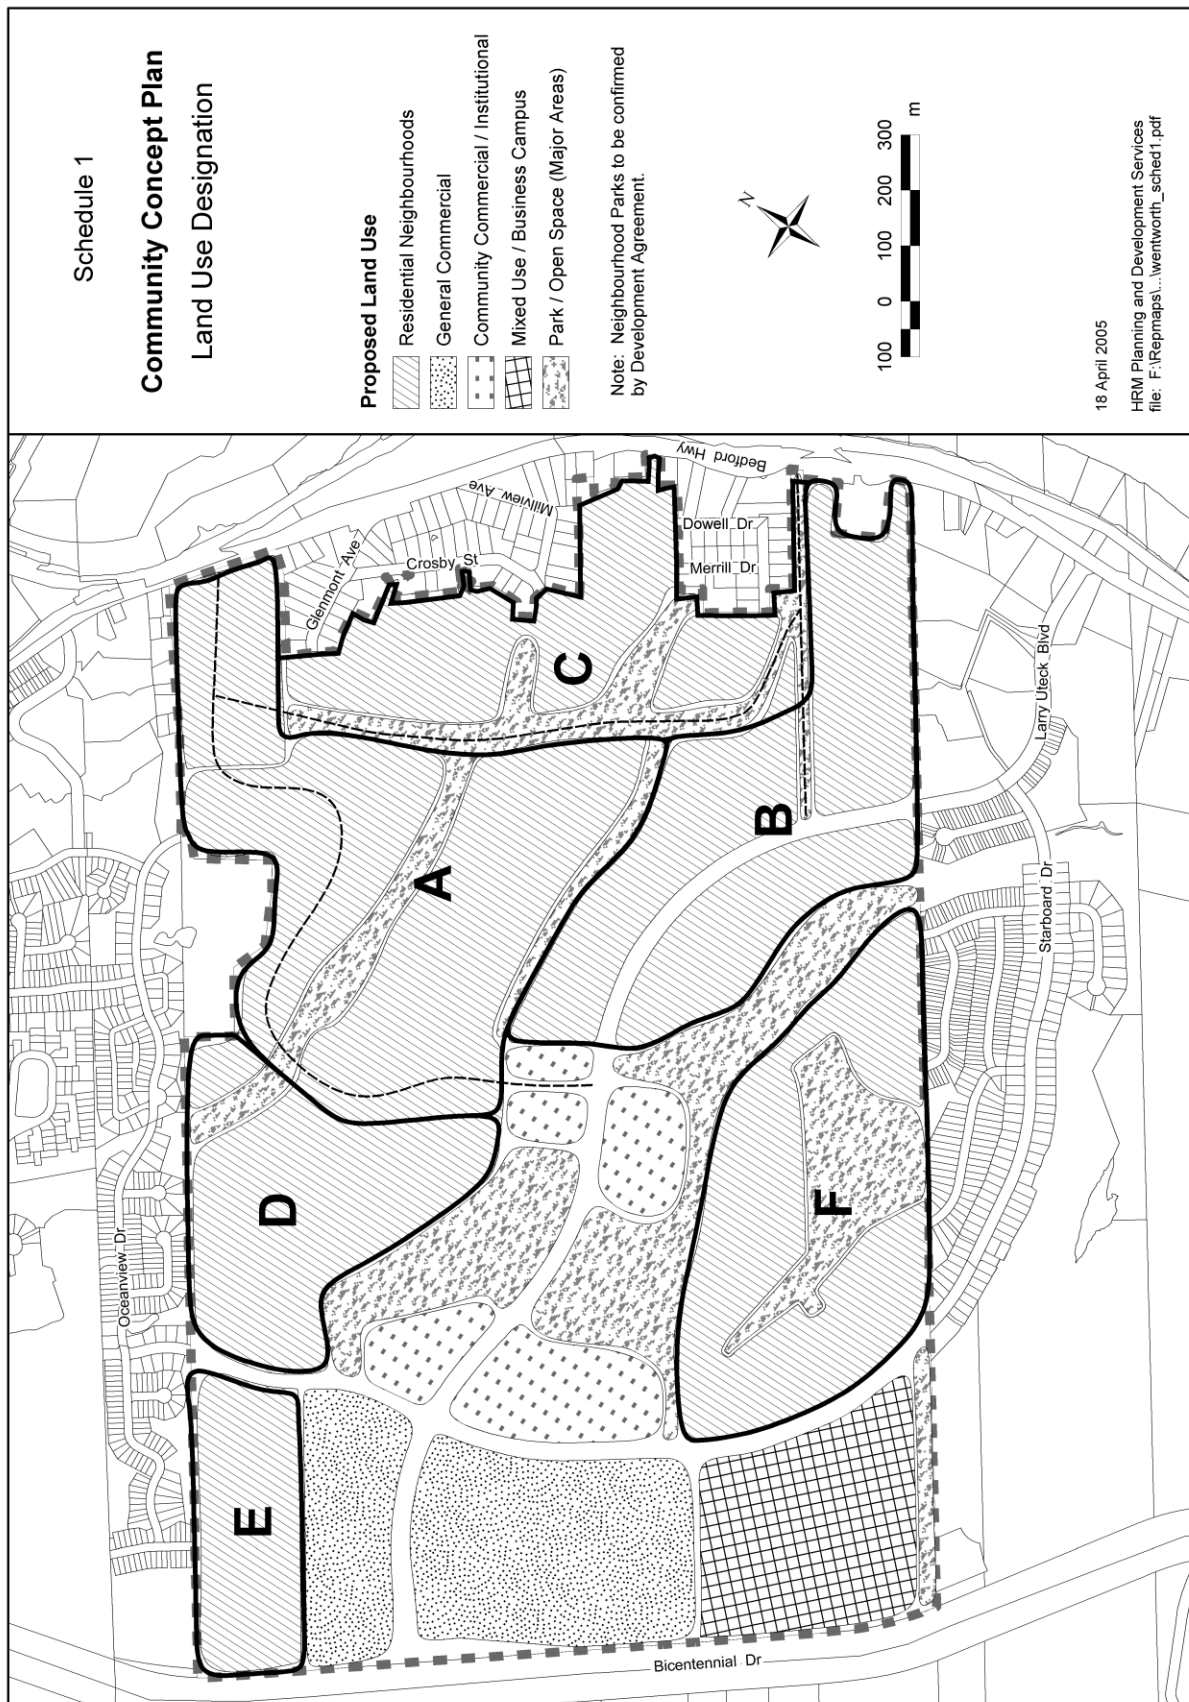 Schedule 1
Community Concept Plan
Land Use Designation
Proposed Land Use
Residential Neighbourhoods
General Commercial
Community Commercial / Institutional
Mixed Use / Business Campus
Park / Open Space (Major Areas)
Note: Neighbourhood Parks to be confirmed
by Development Agreement.
N
100 0 100 200 300
m
18 April 2005
HRM Planning and Development Services
file: F:\Repmaps\...\wentworth_sched1.pdf
Bedford Hwy
Millview Ave
Glenmont Ave
Crosby St
Dowell Dr
Merrill Dr
Larry Uteck Blvd
Starboard Dr
Oceanview Dr
Bicentennial Dr
A
B
C
D
E
F